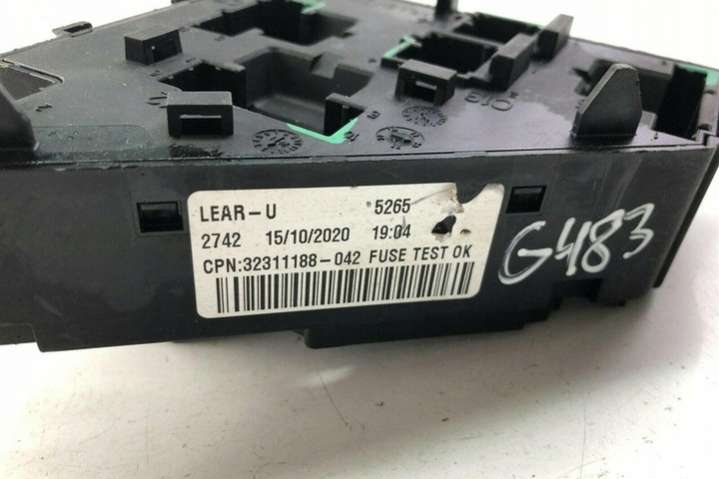 LEAR-U 5265
2742 15/10/2020 19:04
CPN:32311188-042 FUSE TEST OK
G483